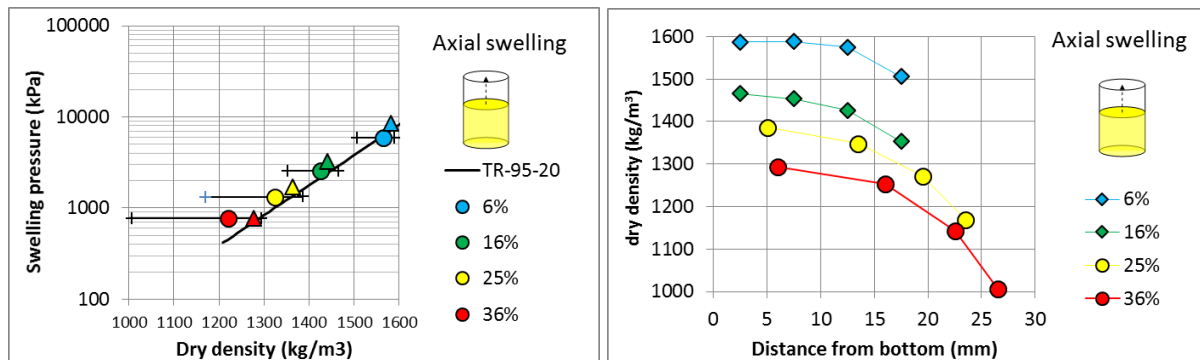 100000
10000
1000
100
Swelling pressure (kPa)
1000 1100 1200 1300 1400 1500 1600
Dry density (kg/m3)
Axial swelling
TR-95-20
6%
16%
25%
36%
1600
1500
1400
1300
1200
1100
1000
dry density (kg/m³)
0 5 10 15 20 25 30
Distance from bottom (mm)
Axial swelling
6%
16%
25%
36%